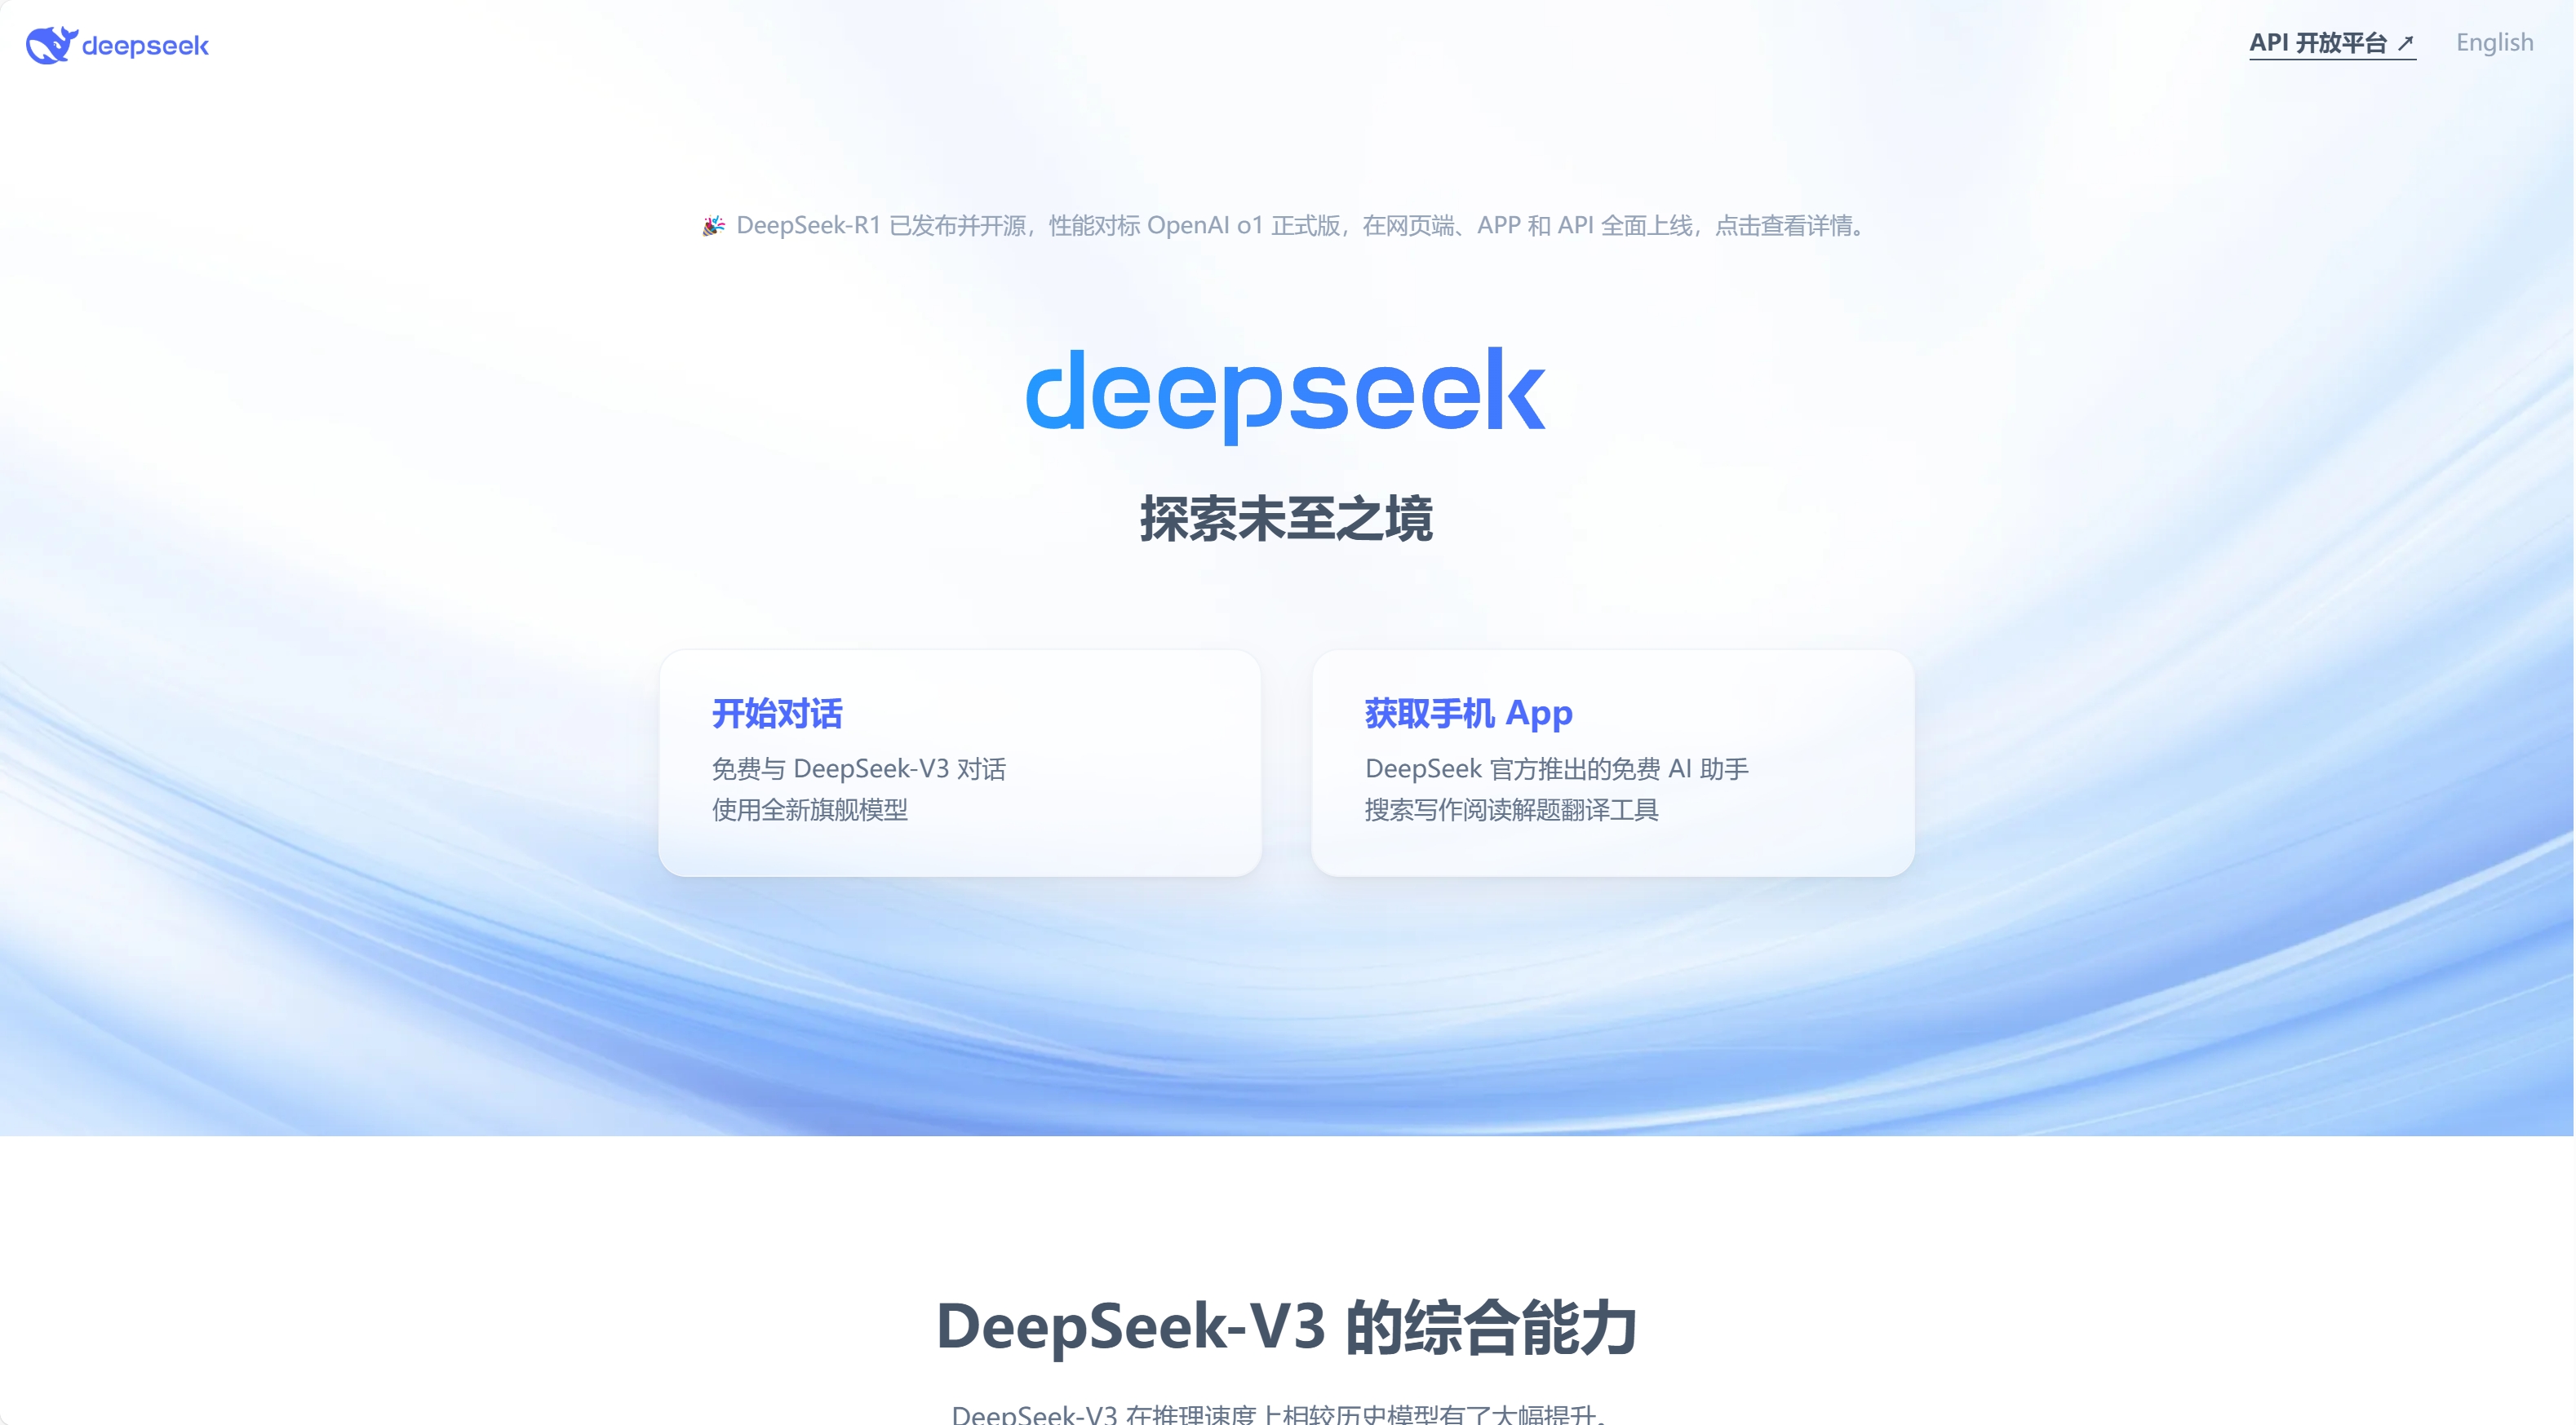 deepseek
API 开放平台 ↗
English
🎉 DeepSeek-R1 已发布并开源，性能对标 OpenAI o1 正式版，在网页端、APP 和 API 全面上线，点击查看详情。
deepseek
探索未至之境
开始对话
免费与 DeepSeek-V3 对话
使用全新旗舰模型
获取手机 App
DeepSeek 官方推出的免费 AI 助手
搜索写作阅读解题翻译工具
DeepSeek-V3 的综合能力
DeepSeek-V3 在推理速度上相较历史模型有了大幅提升。